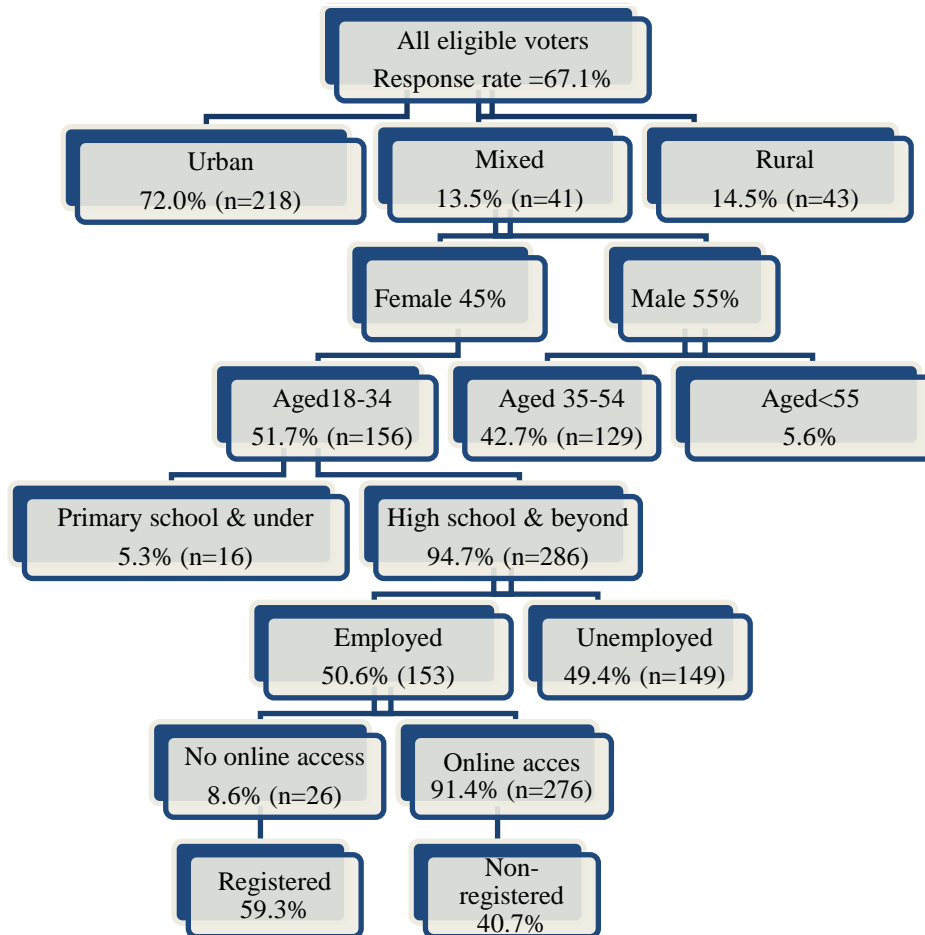 All eligible voters
Response rate =67.1%
Urban
72.0% (n=218)
Mixed
13.5% (n=41)
Rural
14.5% (n=43)
Female 45%
Male 55%
Aged18-34
51.7% (n=156)
Aged 35-54
42.7% (n=129)
Aged<55
5.6%
Primary school & under
5.3% (n=16)
High school & beyond
94.7% (n=286)
Employed
50.6% (153)
Unemployed
49.4% (n=149)
No online access
8.6% (n=26)
Online acces
91.4% (n=276)
Registered
59.3%
Non-
registered
40.7%